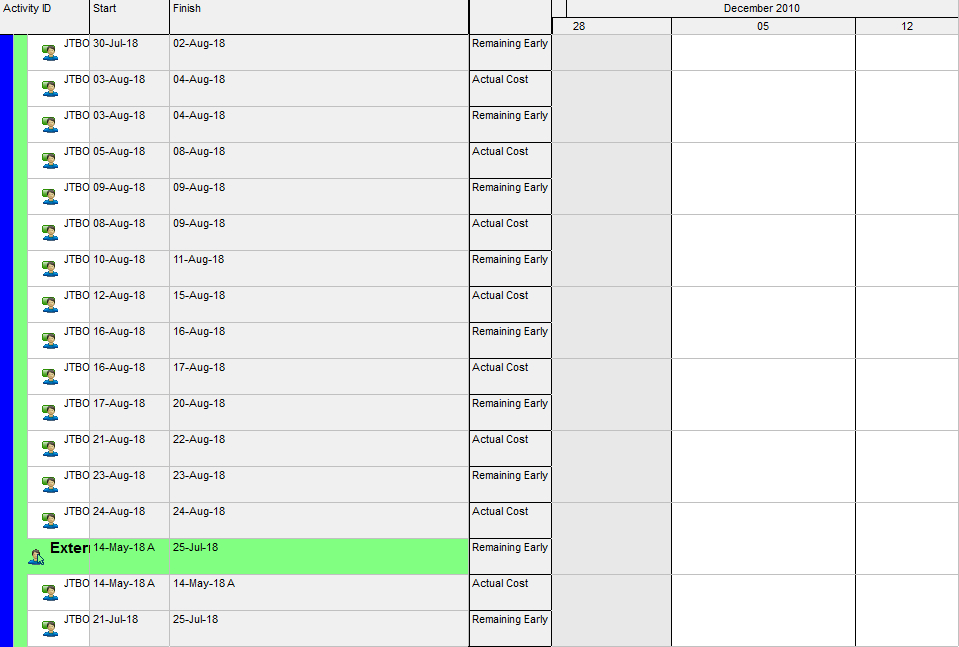 Activity ID Start Finish December 2010
28 05 12
JTBO 30-Jul-18 02-Aug-18 Remaining Early
JTBO 03-Aug-18 04-Aug-18 Actual Cost
JTBO 03-Aug-18 04-Aug-18 Remaining Early
JTBO 05-Aug-18 08-Aug-18 Actual Cost
JTBO 09-Aug-18 09-Aug-18 Remaining Early
JTBO 08-Aug-18 09-Aug-18 Actual Cost
JTBO 10-Aug-18 11-Aug-18 Remaining Early
JTBO 12-Aug-18 15-Aug-18 Actual Cost
JTBO 16-Aug-18 16-Aug-18 Remaining Early
JTBO 16-Aug-18 17-Aug-18 Actual Cost
JTBO 17-Aug-18 20-Aug-18 Remaining Early
JTBO 21-Aug-18 22-Aug-18 Actual Cost
JTBO 23-Aug-18 23-Aug-18 Remaining Early
JTBO 24-Aug-18 24-Aug-18 Actual Cost
Exter 14-May-18 A 25-Jul-18 Remaining Early
JTBO 14-May-18 A 14-May-18 A Actual Cost
JTBO 21-Jul-18 25-Jul-18 Remaining Early